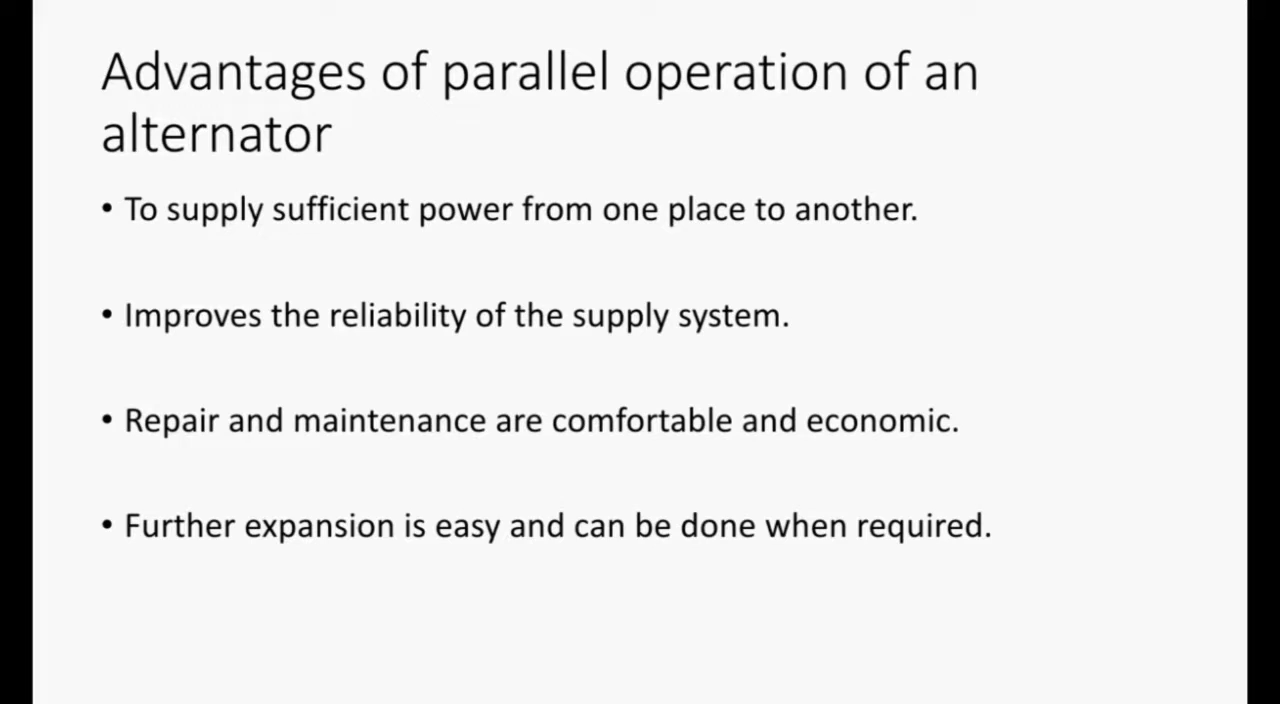 Advantages of parallel operation of an
alternator
• To supply sufficient power from one place to another.
• Improves the reliability of the supply system.
• Repair and maintenance are comfortable and economic.
• Further expansion is easy and can be done when required.